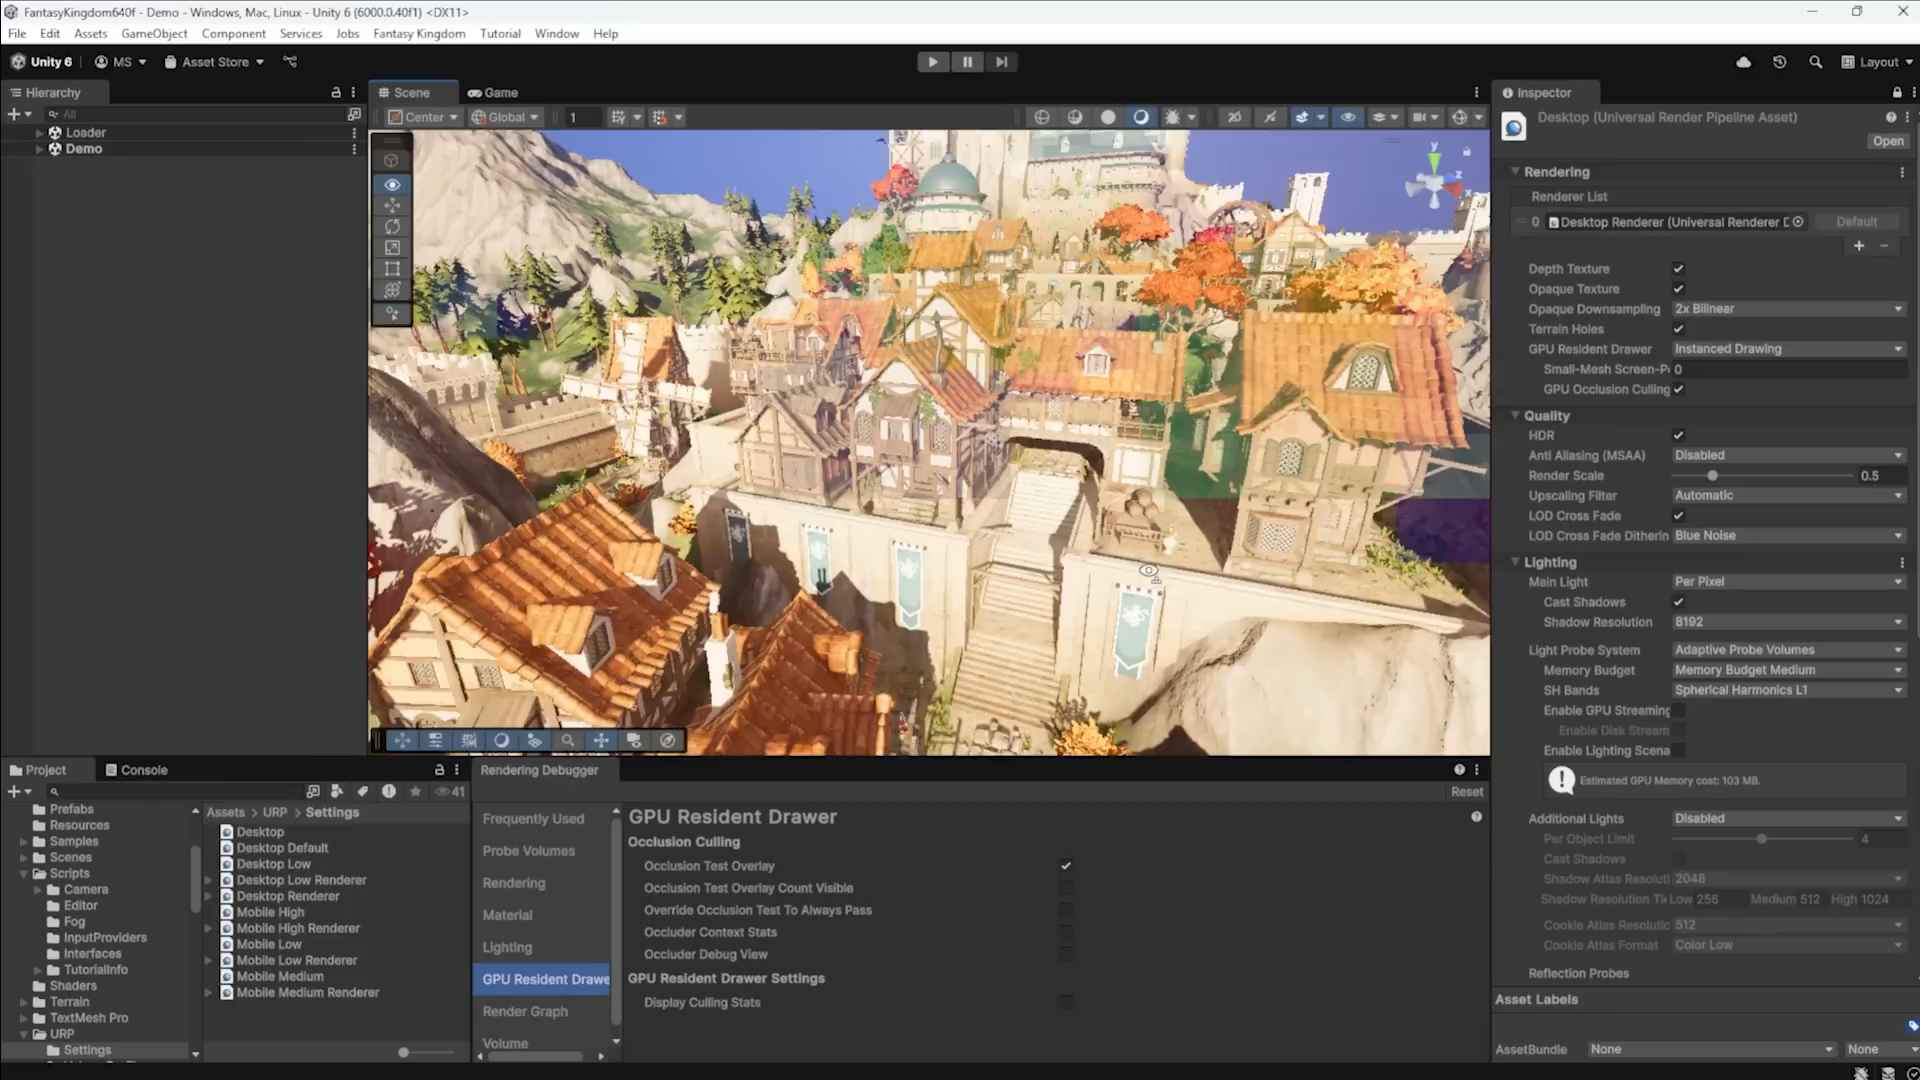 FantasyKingdom640f - Demo - Windows, Mac, Linux - Unity 6 (6000.0.40f1) <DX11>
File Edit Assets GameObject Component Services Jobs Fantasy Kingdom Tutorial Window Help
Unity 6 MS Asset Store Layout
Hierarchy
All
Loader
Demo
Scene Game
Center Global 1
y
z
x
Inspector
Desktop (Universal Render Pipeline Asset)
Open
Rendering
Renderer List
0 Desktop Renderer (Universal Renderer D Default
Depth Texture
Opaque Texture
Opaque Downsampling 2x Bilinear
Terrain Holes
GPU Resident Drawer Instanced Drawing
Small-Mesh Screen-P 0
GPU Occlusion Culling
Quality
HDR
Anti Aliasing (MSAA) Disabled
Render Scale 0.5
Upscaling Filter Automatic
LOD Cross Fade
LOD Cross Fade Ditherin Blue Noise
Lighting
Main Light Per Pixel
Cast Shadows
Shadow Resolution 8192
Light Probe System Adaptive Probe Volumes
Memory Budget Memory Budget Medium
SH Bands Spherical Harmonics L1
Enable GPU Streaming
Enable Disk Stream
Enable Lighting Scena
Estimated GPU Memory cost: 103 MB.
Additional Lights Disabled
Per Object Limit 4
Cast Shadows
Shadow Atlas Resoluti 2048
Shadow Resolution Ti Low 256 Medium 512 High 1024
Cookie Atlas Resolutic 512
Cookie Atlas Format Color Low
Reflection Probes
Asset Labels
AssetBundle None None
Project Console
41
Prefabs
Resources
Samples
Scenes
Scripts
Camera
Editor
Fog
InputProviders
Interfaces
TutorialInfo
Shaders
Terrain
TextMesh Pro
URP
Settings
Assets > URP > Settings
Desktop
Desktop Default
Desktop Low
Desktop Low Renderer
Desktop Renderer
Mobile High
Mobile High Renderer
Mobile Low
Mobile Low Renderer
Mobile Medium
Mobile Medium Renderer
Rendering Debugger
Reset
Frequently Used
Probe Volumes
Rendering
Material
Lighting
GPU Resident Drawe
Render Graph
Volume
GPU Resident Drawer
Occlusion Culling
Occlusion Test Overlay
Occlusion Test Overlay Count Visible
Override Occlusion Test To Always Pass
Occluder Context Stats
Occluder Debug View
GPU Resident Drawer Settings
Display Culling Stats